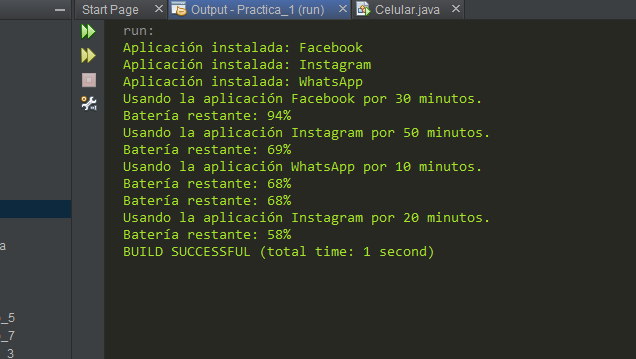 Start Page
Output - Practica_1 (run)
Celular.java
run:
Aplicación instalada: Facebook
Aplicación instalada: Instagram
Aplicación instalada: WhatsApp
Usando la aplicación Facebook por 30 minutos.
Batería restante: 94%
Usando la aplicación Instagram por 50 minutos.
Batería restante: 69%
Usando la aplicación WhatsApp por 10 minutos.
Batería restante: 68%
Batería restante: 68%
Usando la aplicación Instagram por 20 minutos.
Batería restante: 58%
BUILD SUCCESSFUL (total time: 1 second)
a
_5
_7
_3